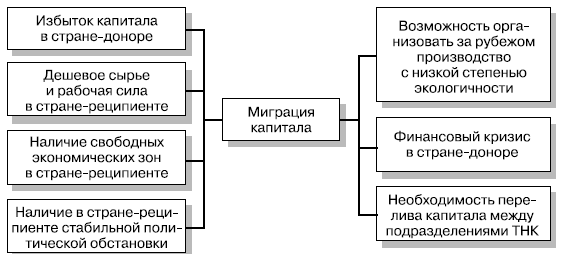 Избыток капитала
в стране-доноре
Дешевое сырье
и рабочая сила
в стране-реципиенте
Наличие свободных
экономических зон
в стране-реципиенте
Наличие в стране-реци-
пиенте стабильной поли-
тической обстановки
Миграция
капитала
Возможность орга-
низовать за рубежом
производство
с низкой степенью
экологичности
Финансовый кризис
в стране-доноре
Необходимость пере-
лива капитала между
подразделениями ТНК